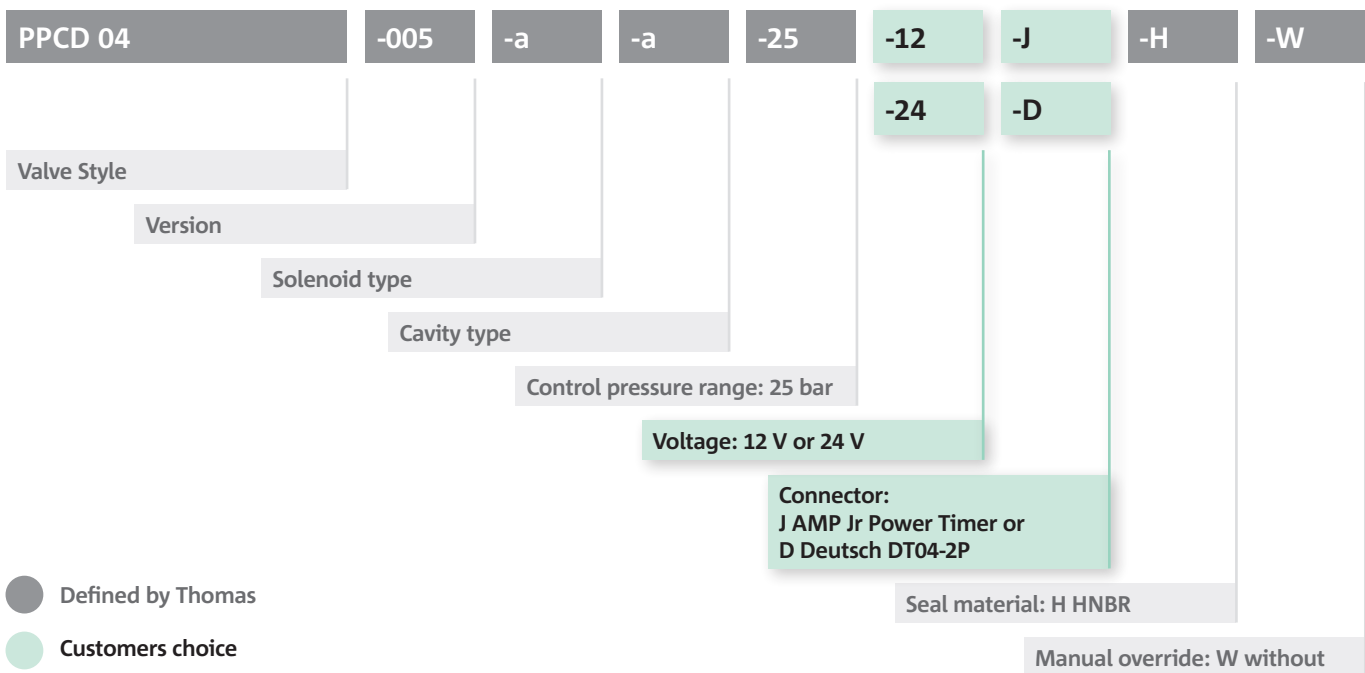 PPCD 04 -005 -a -a -25 -12 -J -H -W
-24 -D
Valve Style
Version
Solenoid type
Cavity type
Control pressure range: 25 bar
Voltage: 12 V or 24 V
Connector:
J AMP Jr Power Timer or
D Deutsch DT04-2P
Defined by Thomas
Seal material: H HNBR
Customers choice
Manual override: W without